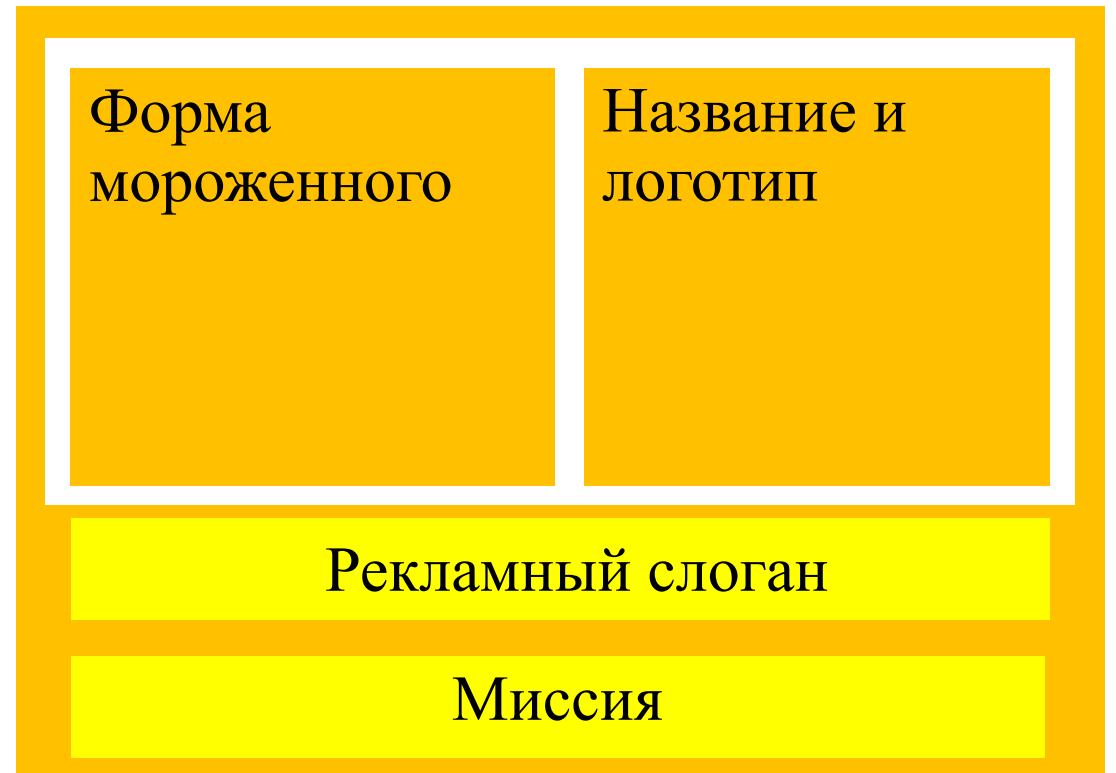 Форма
мороженного
Название и
логотип
Рекламный слоган
Миссия